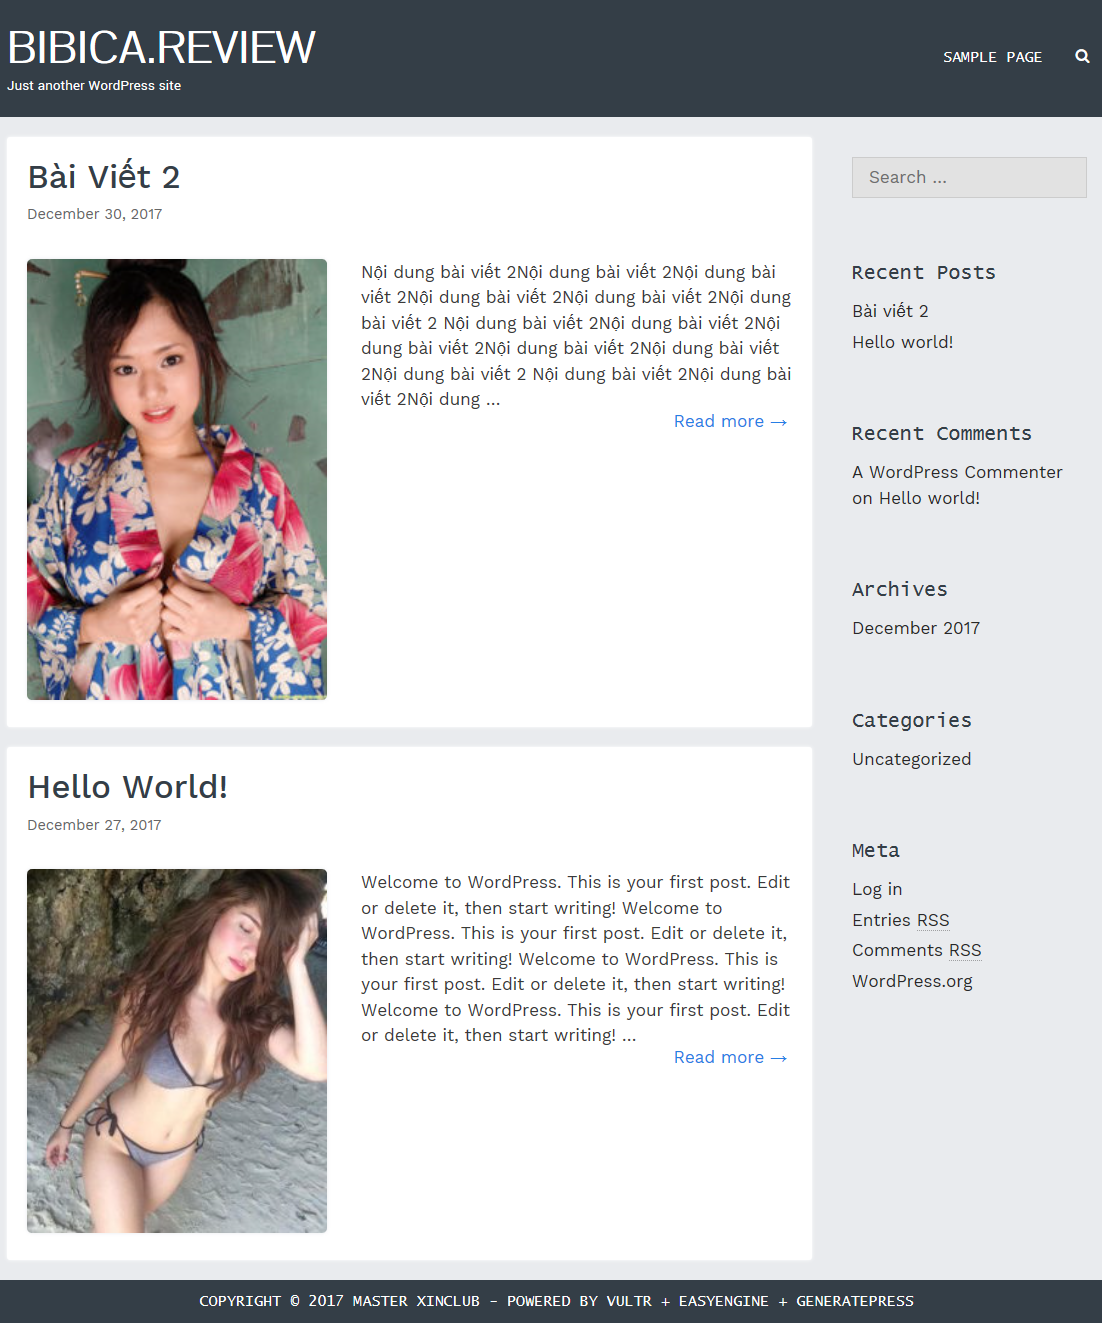 BIBICA.REVIEW
Just another WordPress site
SAMPLE PAGE
Bài Viết 2
December 30, 2017
Nội dung bài viết 2Nội dung bài viết 2Nội dung bài
viết 2Nội dung bài viết 2Nội dung bài viết 2Nội dung
bài viết 2 Nội dung bài viết 2Nội dung bài viết 2Nội
dung bài viết 2Nội dung bài viết 2Nội dung bài viết
2Nội dung bài viết 2 Nội dung bài viết 2Nội dung bài
viết 2Nội dung ...
Read more →
Hello World!
December 27, 2017
Welcome to WordPress. This is your first post. Edit
or delete it, then start writing! Welcome to
WordPress. This is your first post. Edit or delete it,
then start writing! Welcome to WordPress. This is
your first post. Edit or delete it, then start writing!
Welcome to WordPress. This is your first post. Edit
or delete it, then start writing! ...
Read more →
Search ...
Recent Posts
Bài viết 2
Hello world!
Recent Comments
A WordPress Commenter
on Hello world!
Archives
December 2017
Categories
Uncategorized
Meta
Log in
Entries RSS
Comments RSS
WordPress.org
COPYRIGHT © 2017 MASTER XINCLUB - POWERED BY VULTR + EASYENGINE + GENERATEPRESS